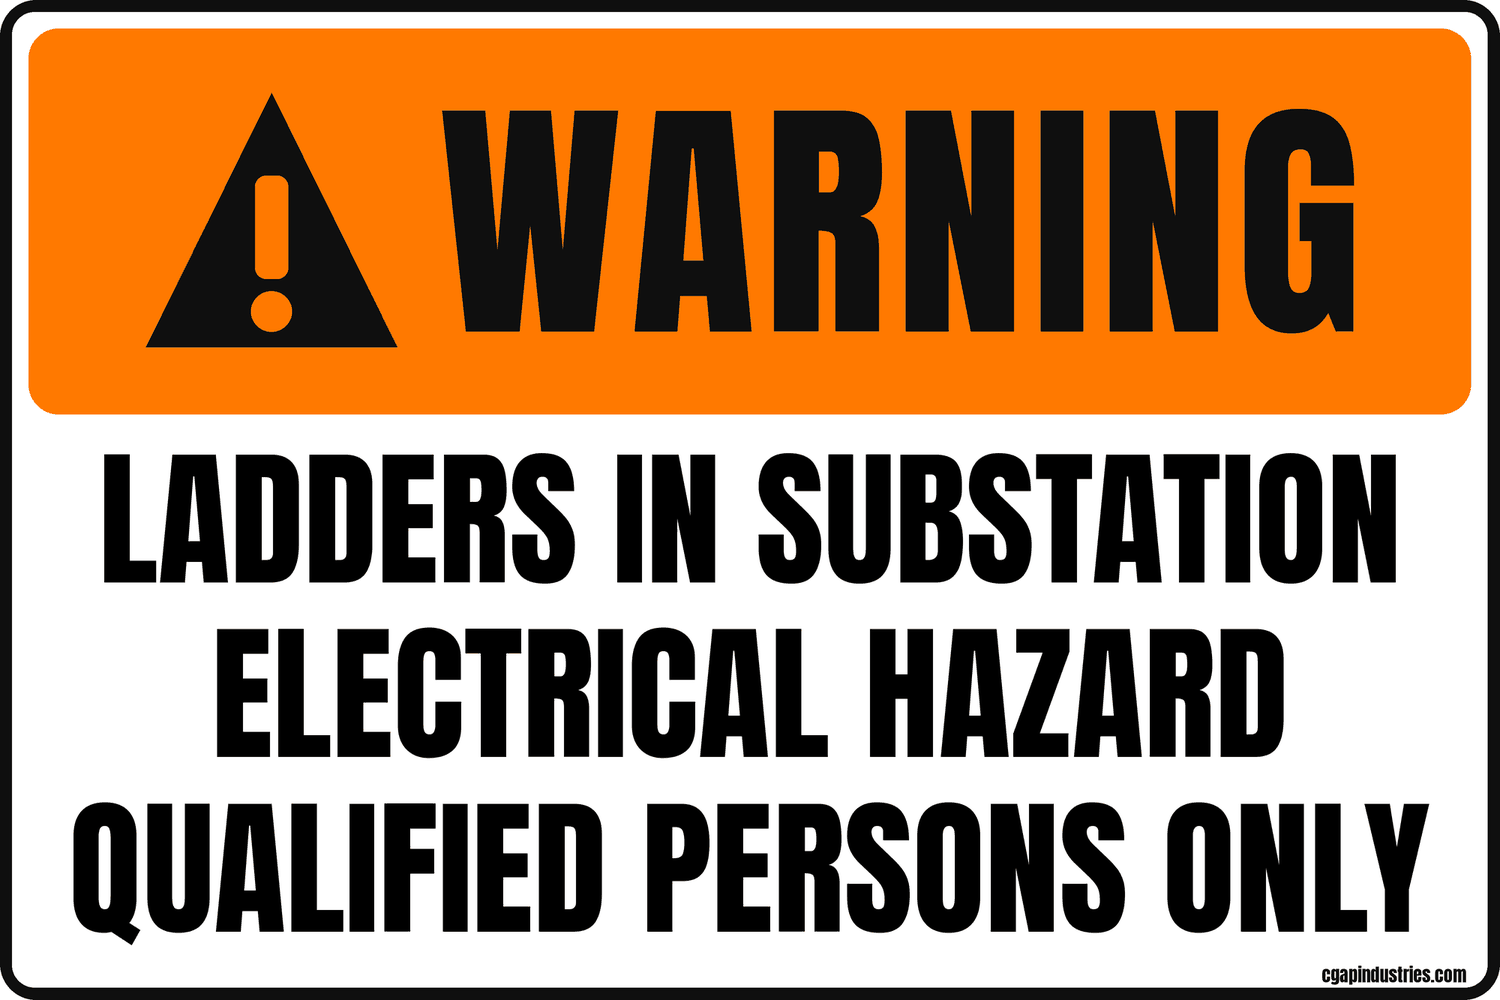 WARNING
LADDERS IN SUBSTATION
ELECTRICAL HAZARD
QUALIFIED PERSONS ONLY
cgapindustries.com